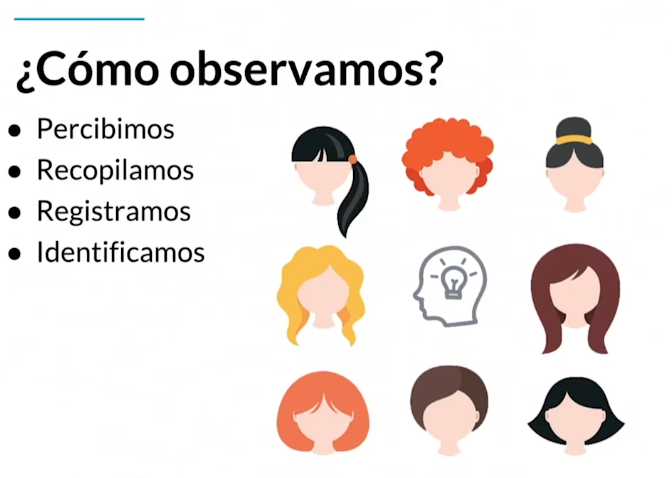 ¿Cómo observamos?
● Percibimos
● Recopilamos
● Registramos
● Identificamos